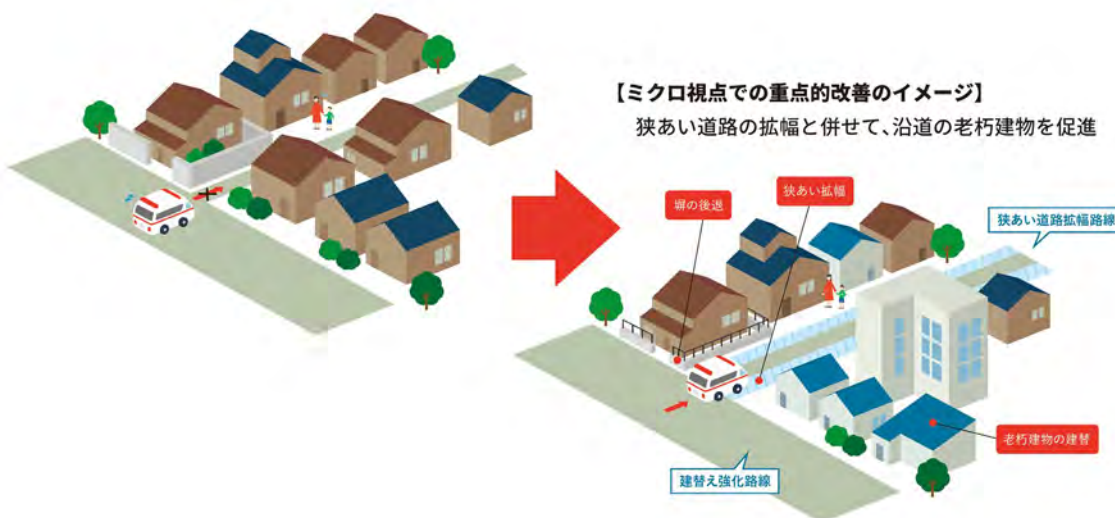 【ミクロ視点での重点的改善のイメージ】
狭あい道路の拡幅と併せて、沿道の老朽建物を促進
塀の後退
狭あい拡幅
狭あい道路拡幅路線
老朽建物の建替
建替え強化路線